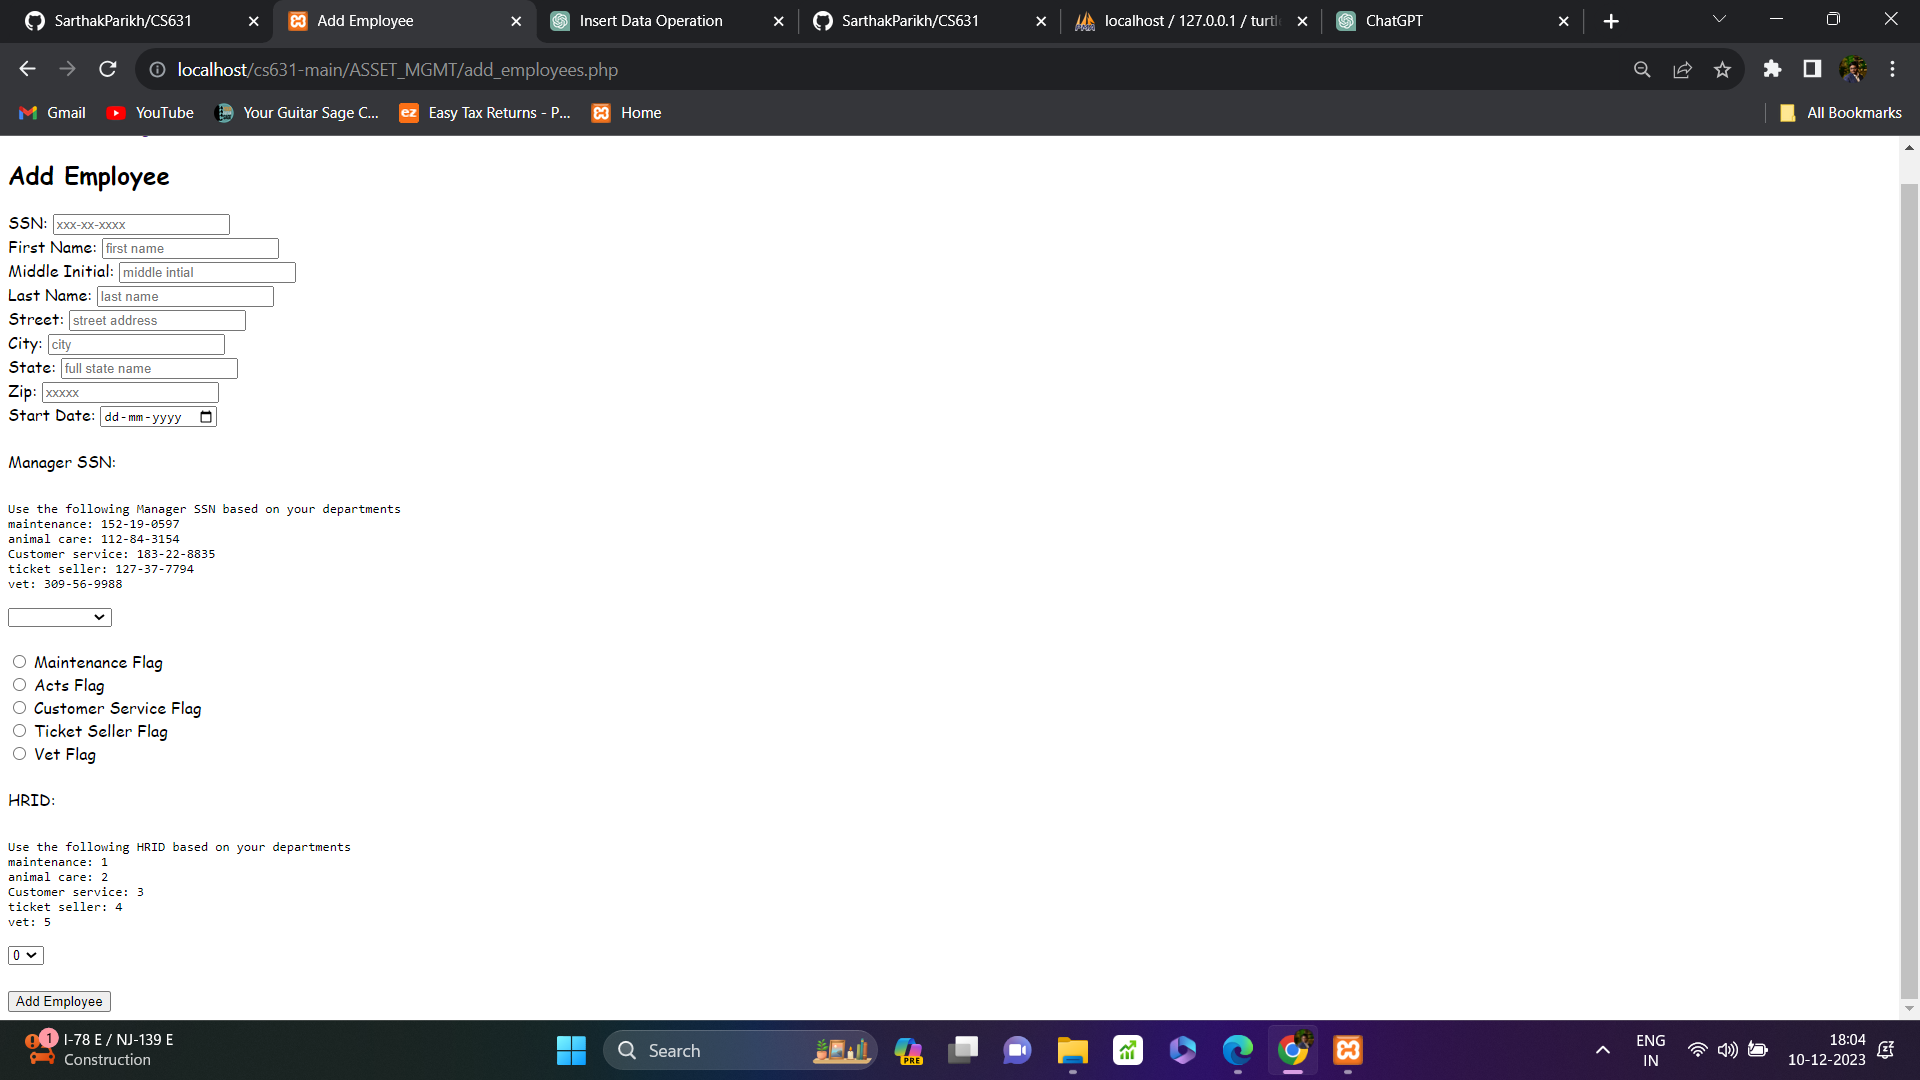 SarthakParikh/CS631
Add Employee
Insert Data Operation
SarthakParikh/CS631
localhost / 127.0.0.1 / turtl
ChatGPT
localhost/cs631-main/ASSET_MGMT/add_employees.php
Gmail
YouTube
Your Guitar Sage C...
ez
Easy Tax Returns - P...
Home
All Bookmarks
Add Employee
SSN: xxx-xx-xxxx
First Name: first name
Middle Initial: middle intial
Last Name: last name
Street: street address
City: city
State: full state name
Zip: xxxxx
Start Date: dd-mm-yyyy
Manager SSN:
Use the following Manager SSN based on your departments
maintenance: 152-19-0597
animal care: 112-84-3154
Customer service: 183-22-8835
ticket seller: 127-37-7794
vet: 309-56-9988
Maintenance Flag
Acts Flag
Customer Service Flag
Ticket Seller Flag
Vet Flag
HRID:
Use the following HRID based on your departments
maintenance: 1
animal care: 2
Customer service: 3
ticket seller: 4
vet: 5
0
Add Employee
1
I-78 E / NJ-139 E
Construction
Search
PRE
ENG
IN
18:04
10-12-2023